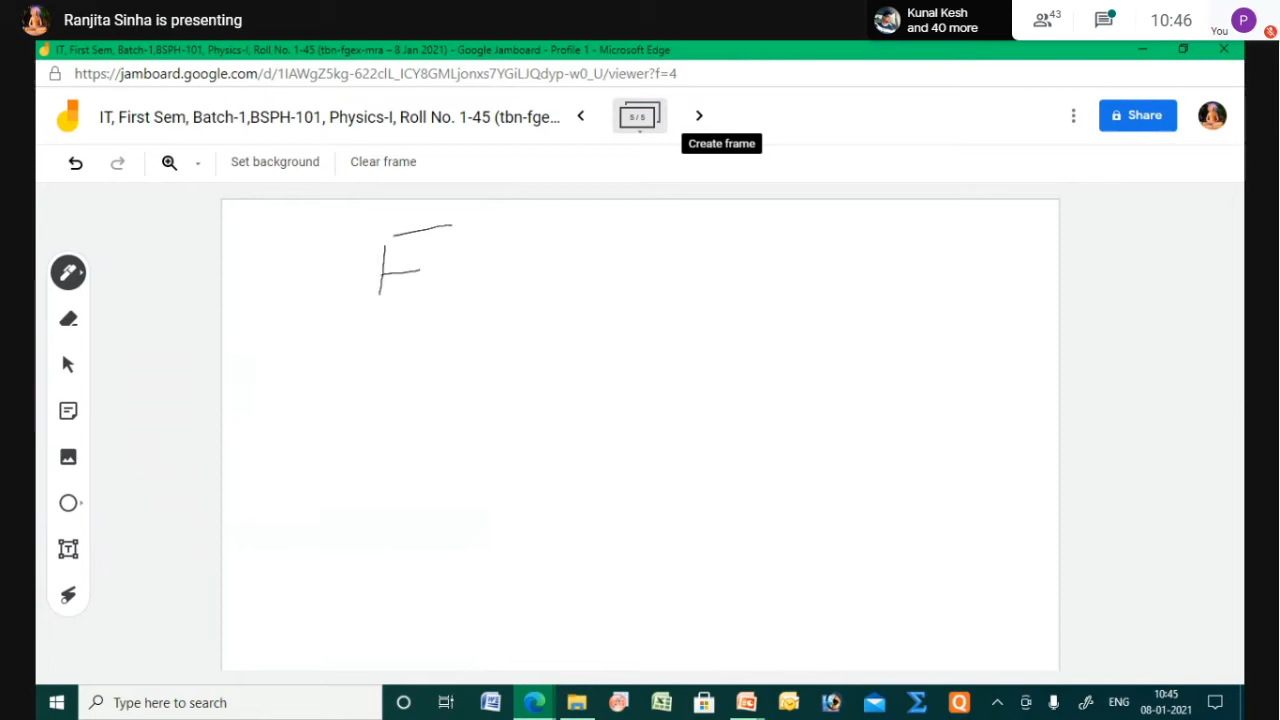 Ranjita Sinha is presenting
Kunal Kesh
and 40 more
43
10:46
P
You
IT, First Sem, Batch-1,BSPH-101, Physics-I, Roll No. 1-45 (tbn-fgex-mra – 8 Jan 2021) - Google Jamboard - Profile 1 - Microsoft Edge
https://jamboard.google.com/d/1IAWgZ5kg-622clL_ICY8GMLjonxs7YGiLJQdyp-w0_U/viewer?f=4
IT, First Sem, Batch-1,BSPH-101, Physics-I, Roll No. 1-45 (tbn-fge...
5 / 5
Share
Create frame
Set background
Clear frame
F
Type here to search
ENG
10:45
08-01-2021